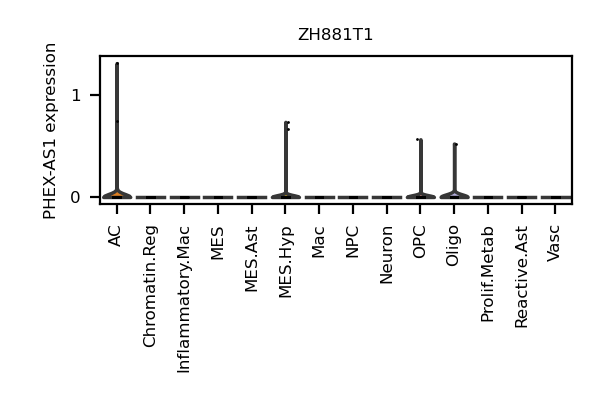 ZH881T1
PHEX-AS1 expression
1
0
AC
Chromatin.Reg
Inflammatory.Mac
MES
MES.Ast
MES.Hyp
Mac
NPC
Neuron
OPC
Oligo
Prolif.Metab
Reactive.Ast
Vasc